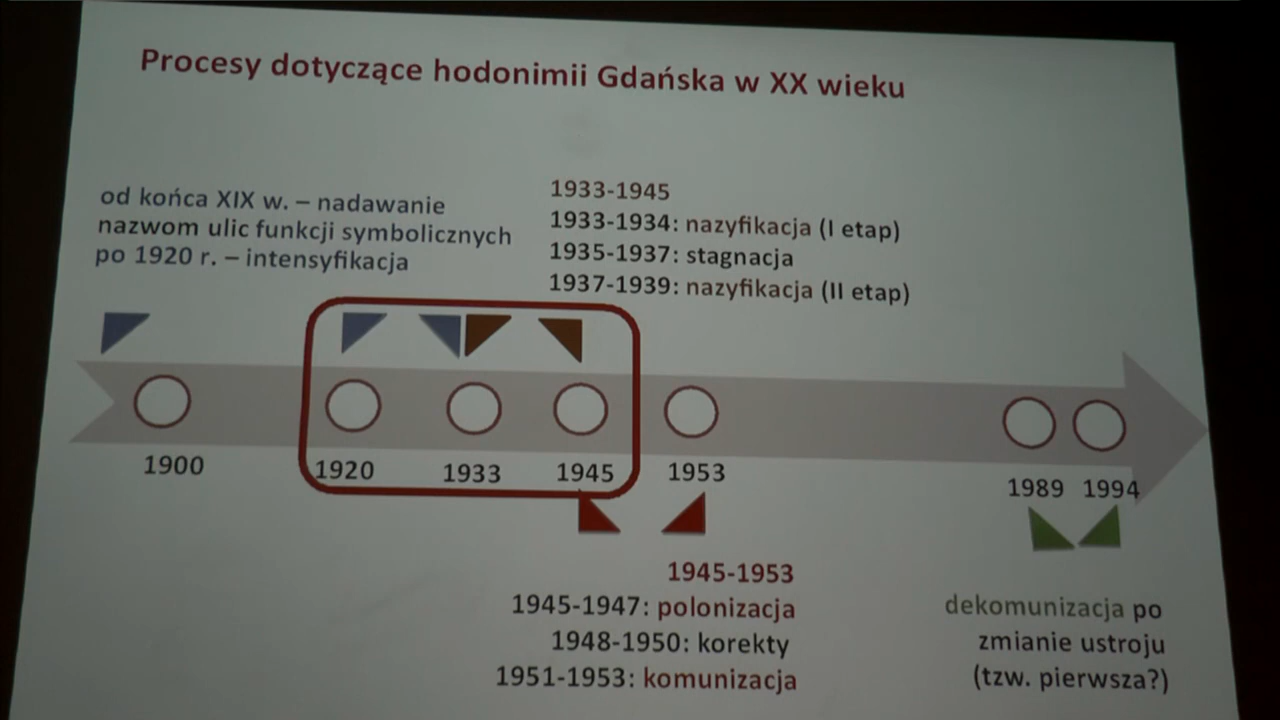 Procesy dotyczące hodonimii Gdańska w XX wieku
od końca XIX w. – nadawanie
nazwom ulic funkcji symbolicznych
po 1920 r. – intensyfikacja
1933-1945
1933-1934: nazyfikacja (I etap)
1935-1937: stagnacja
1937-1939: nazyfikacja (II etap)
1900
1920
1933
1945
1953
1989
1994
1945-1953
1945-1947: polonizacja
1948-1950: korekty
1951-1953: komunizacja
dekomunizacja po
zmianie ustroju
(tzw. pierwsza?)